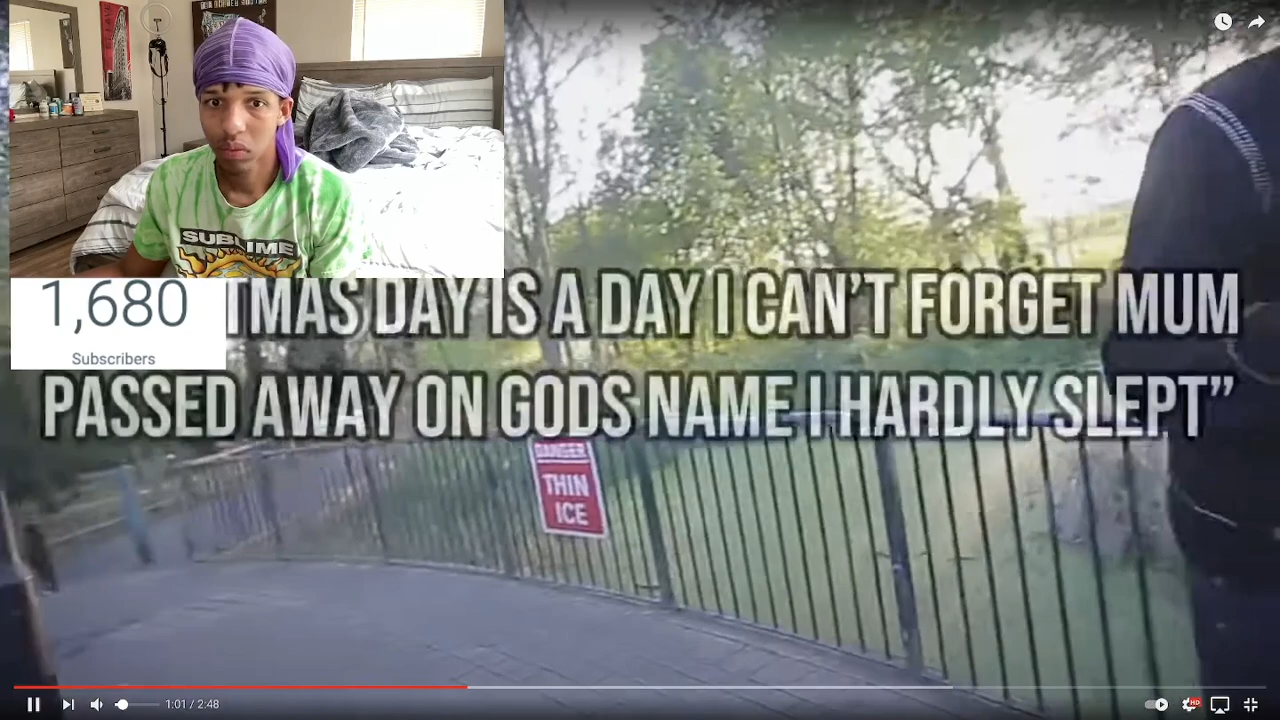 SUBLIME
1,680
Subscribers
TMAS DAY IS A DAY I CAN'T FORGET MUM
PASSED AWAY ON GODS NAME I HARDLY SLEPT”
DANGER
THIN
ICE
1:01 / 2:48
HD